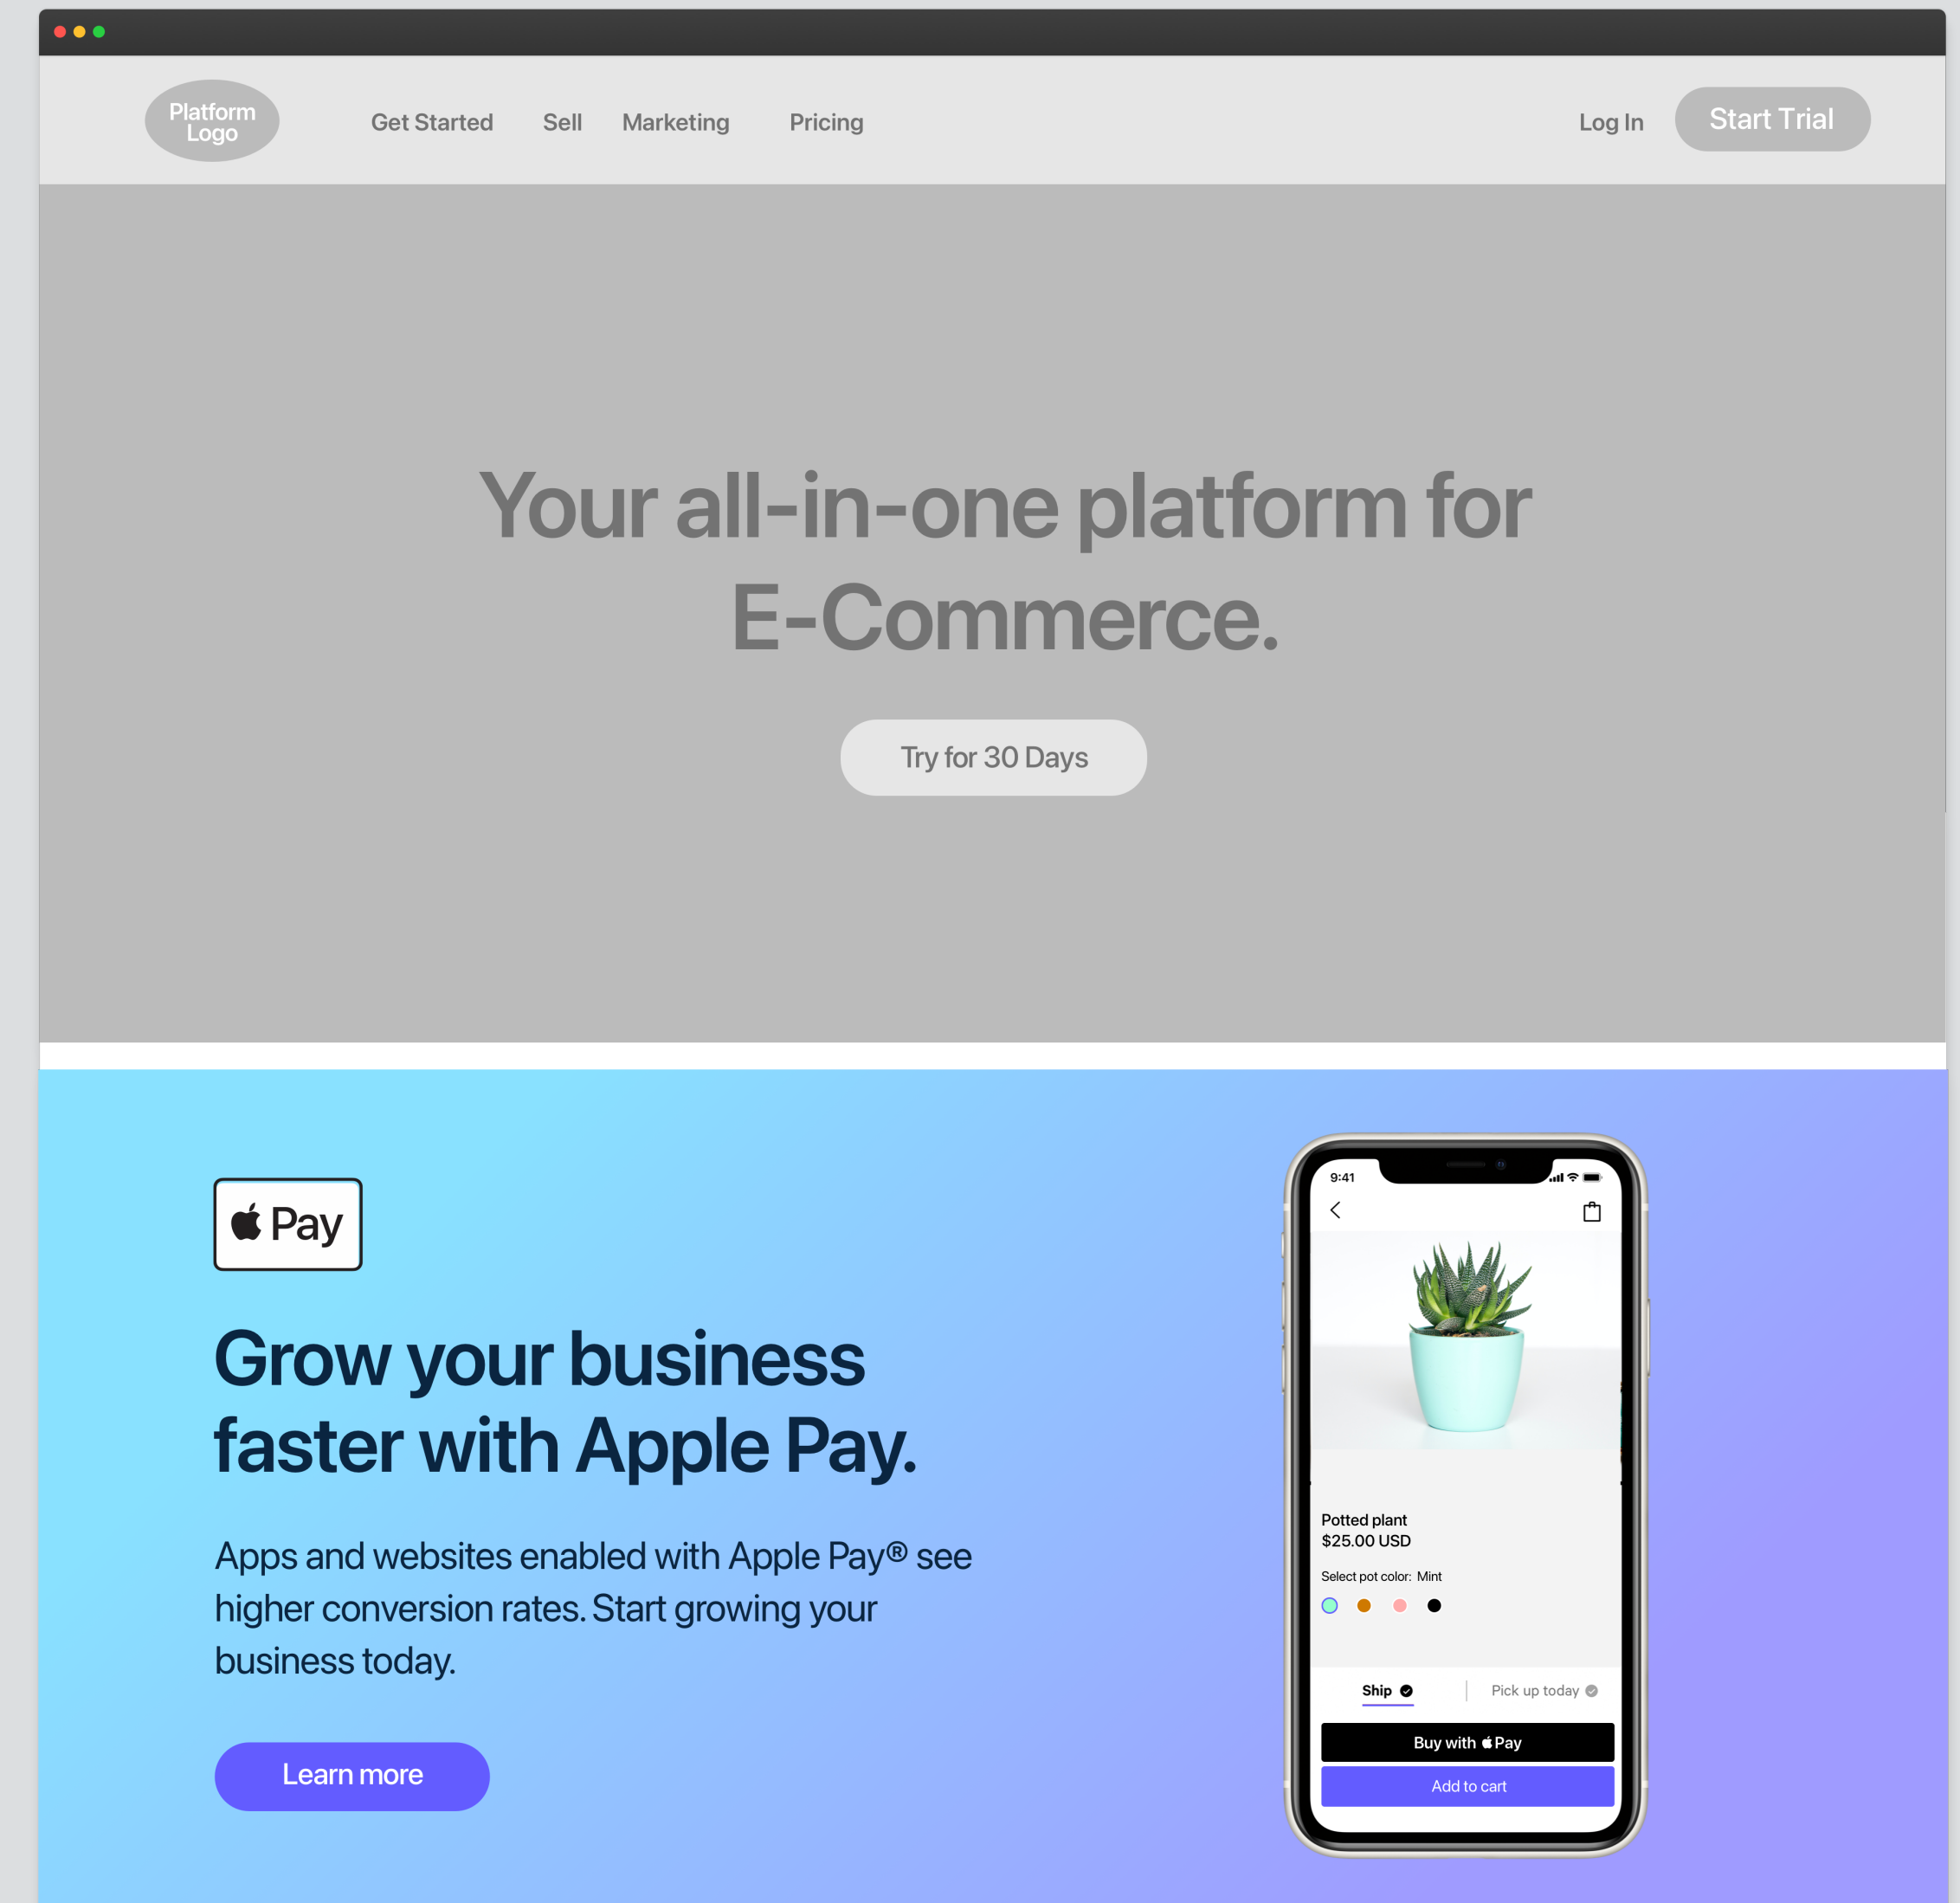 Platform
Logo
Get Started
Sell
Marketing
Pricing
Log In
Start Trial
Your all-in-one platform for
E-Commerce.
Try for 30 Days
Pay
Grow your business
faster with Apple Pay.
Apps and websites enabled with Apple Pay® see
higher conversion rates. Start growing your
business today.
Learn more
9:41
Potted plant
$25.00 USD
Select pot color: Mint
Ship
Pick up today
Buy with Pay
Add to cart